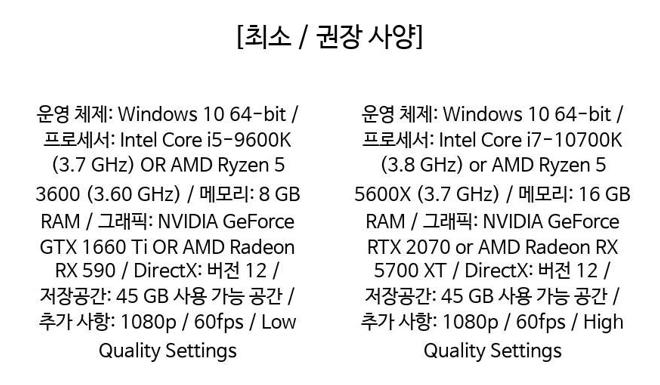 [최소 / 권장 사양]
운영 체제: Windows 10 64-bit /
프로세서: Intel Core i5-9600K
(3.7 GHz) OR AMD Ryzen 5
3600 (3.60 GHz) / 메모리: 8 GB
RAM / 그래픽: NVIDIA GeForce
GTX 1660 Ti OR AMD Radeon
RX 590 / DirectX: 버전 12 /
저장공간: 45 GB 사용 가능 공간 /
추가 사항: 1080p / 60fps / Low
Quality Settings
운영 체제: Windows 10 64-bit /
프로세서: Intel Core i7-10700K
(3.8 GHz) or AMD Ryzen 5
5600X (3.7 GHz) / 메모리: 16 GB
RAM / 그래픽: NVIDIA GeForce
RTX 2070 or AMD Radeon RX
5700 XT / DirectX: 버전 12 /
저장공간: 45 GB 사용 가능 공간 /
추가 사항: 1080p / 60fps / High
Quality Settings